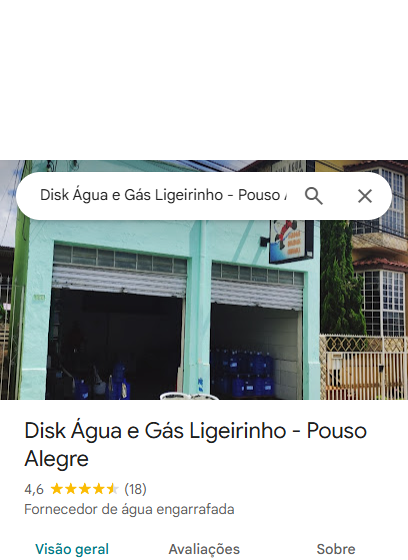 Disk Água e Gás Ligeirinho - Pouso
Disk Água e Gás Ligeirinho - Pouso
Alegre
4,6 (18)
Fornecedor de água engarrafada
Visão geral Avaliações Sobre